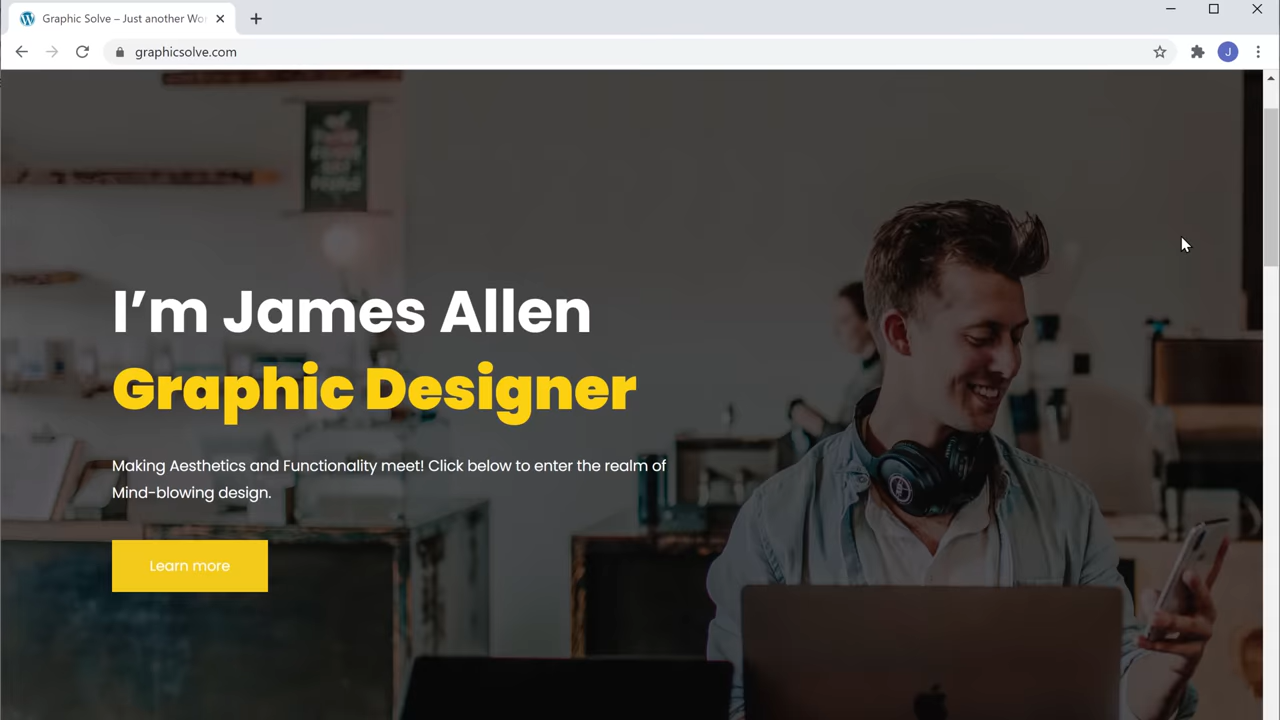 Graphic Solve – Just another Wo
graphicsolve.com
J
I’m James Allen
Graphic Designer
Making Aesthetics and Functionality meet! Click below to enter the realm of
Mind-blowing design.
Learn more